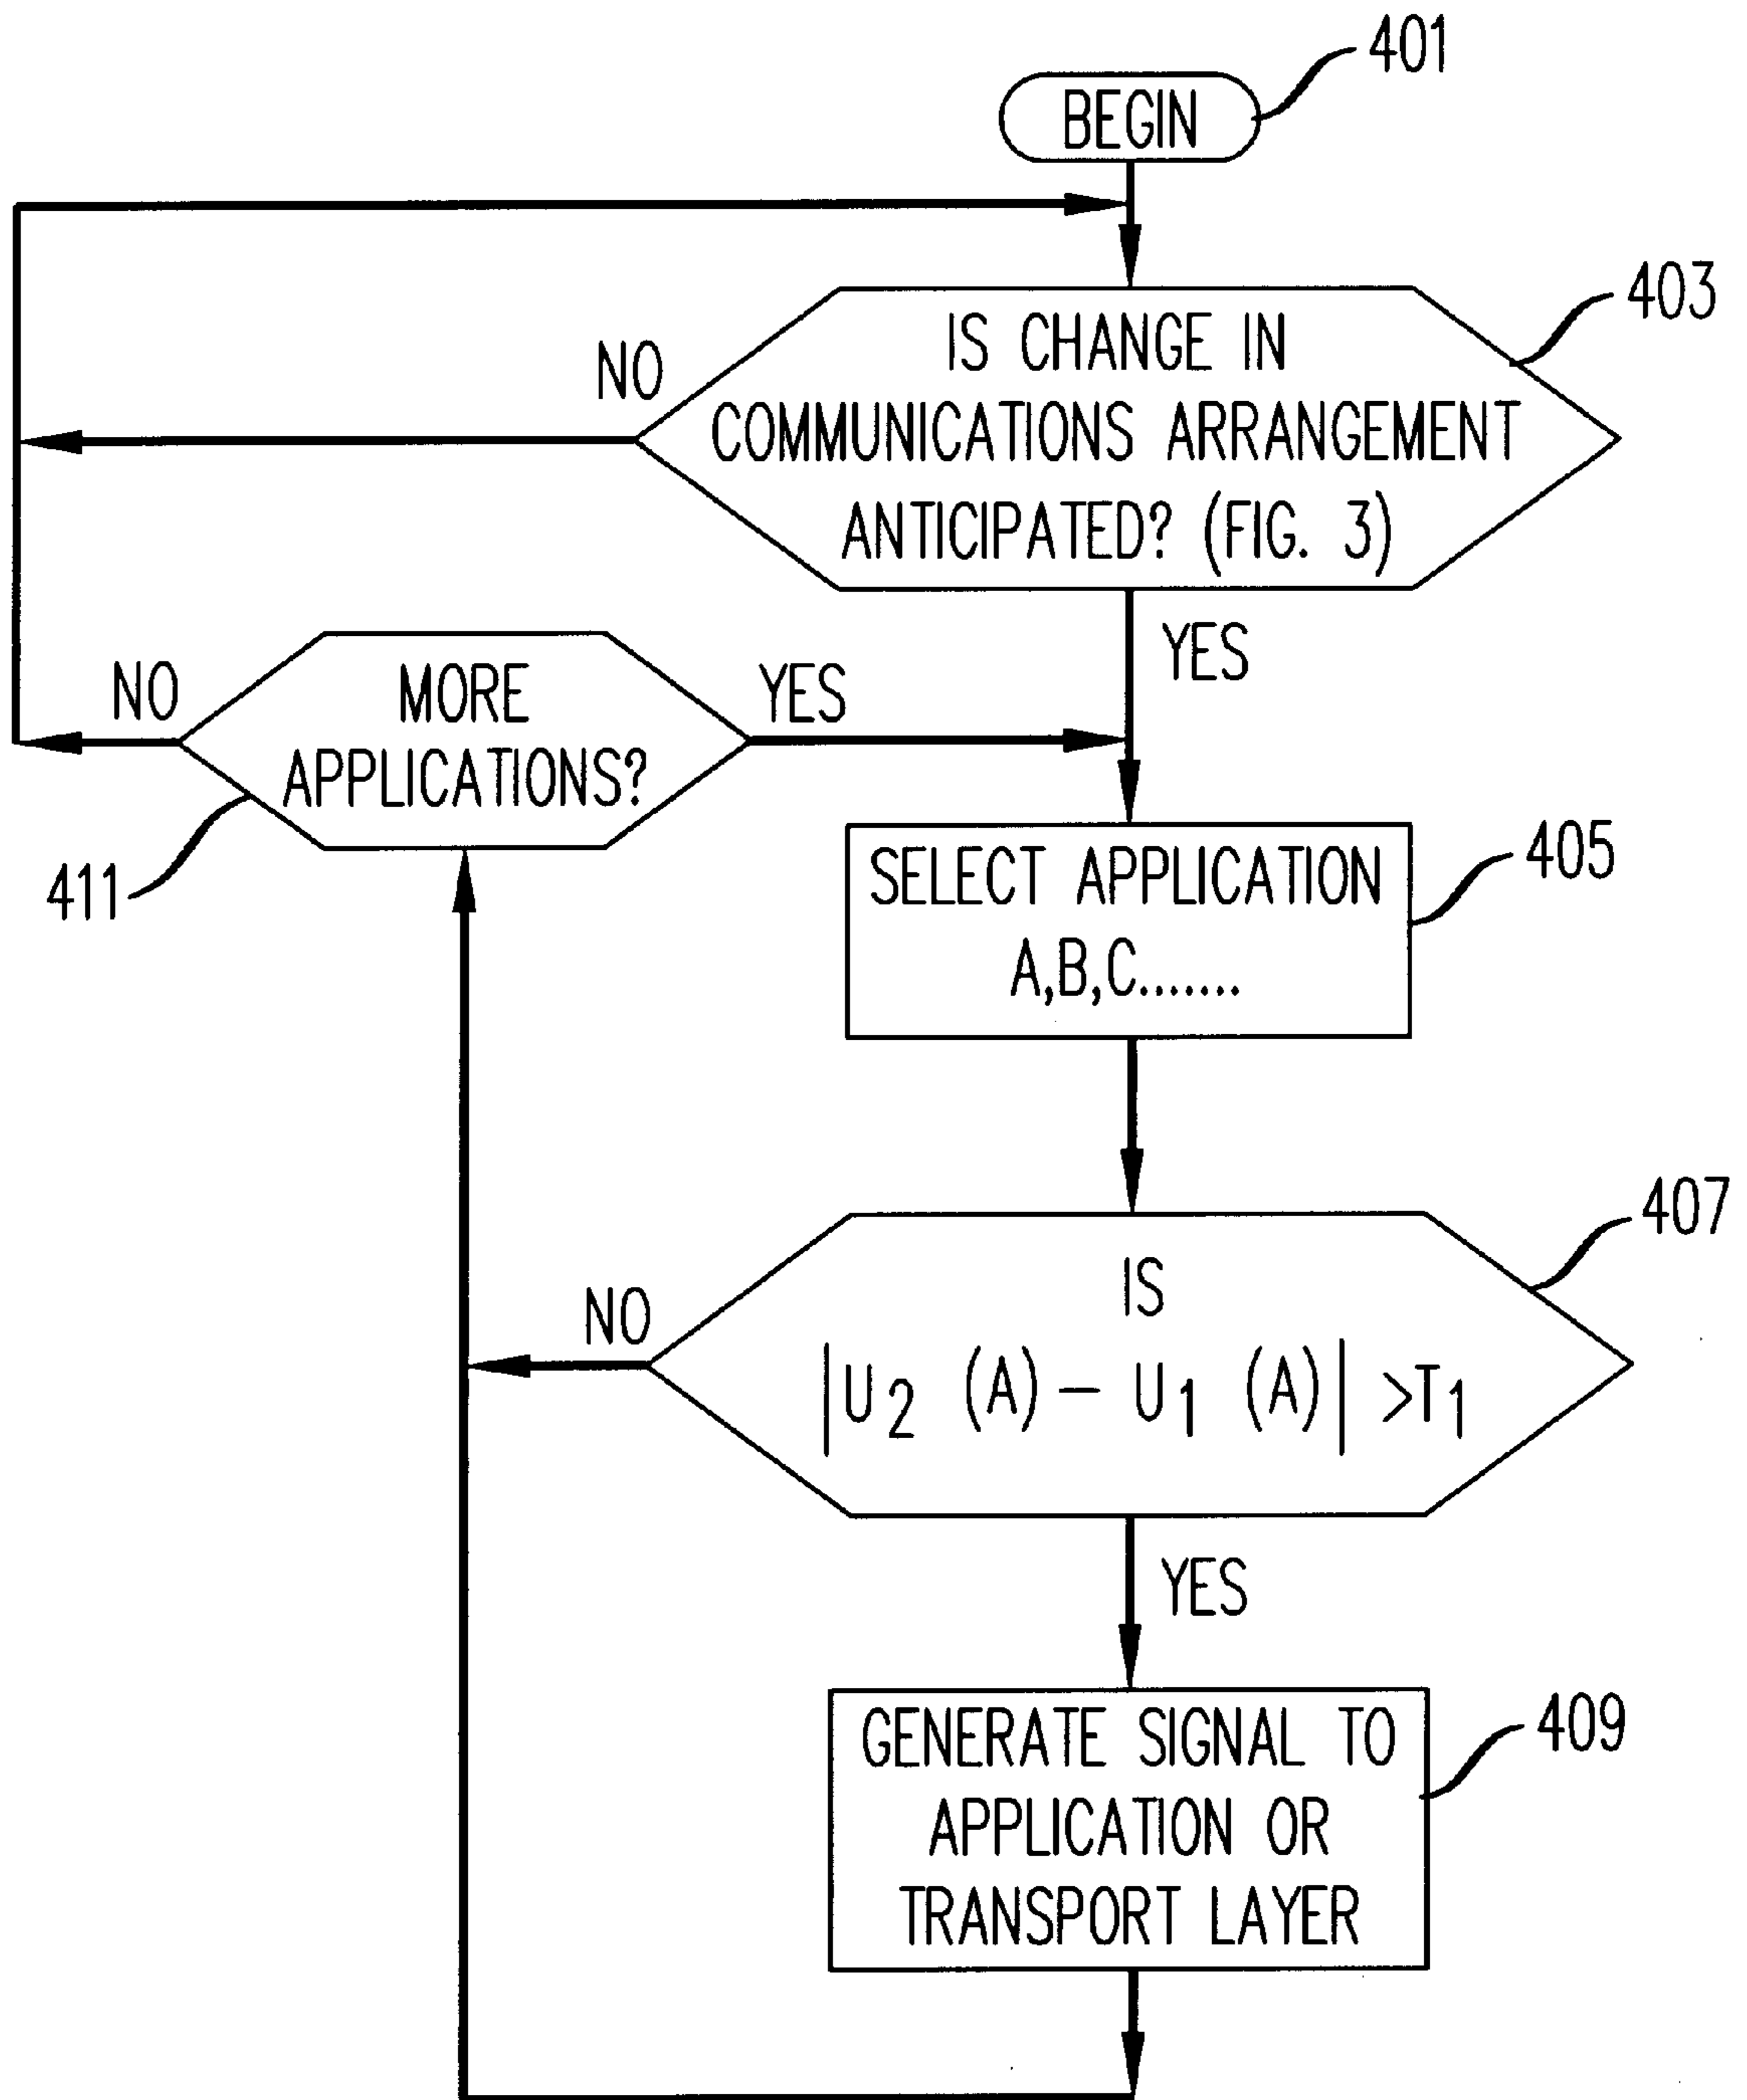 401
BEGIN
403
IS CHANGE IN
COMMUNICATIONS ARRANGEMENT
ANTICIPATED? (FIG. 3)
NO
YES
MORE
APPLICATIONS?
NO
YES
411
405
SELECT APPLICATION
A,B,C.......
407
IS
|U₂ (A) – U₁ (A)| >T₁
NO
YES
409
GENERATE SIGNAL TO
APPLICATION OR
TRANSPORT LAYER